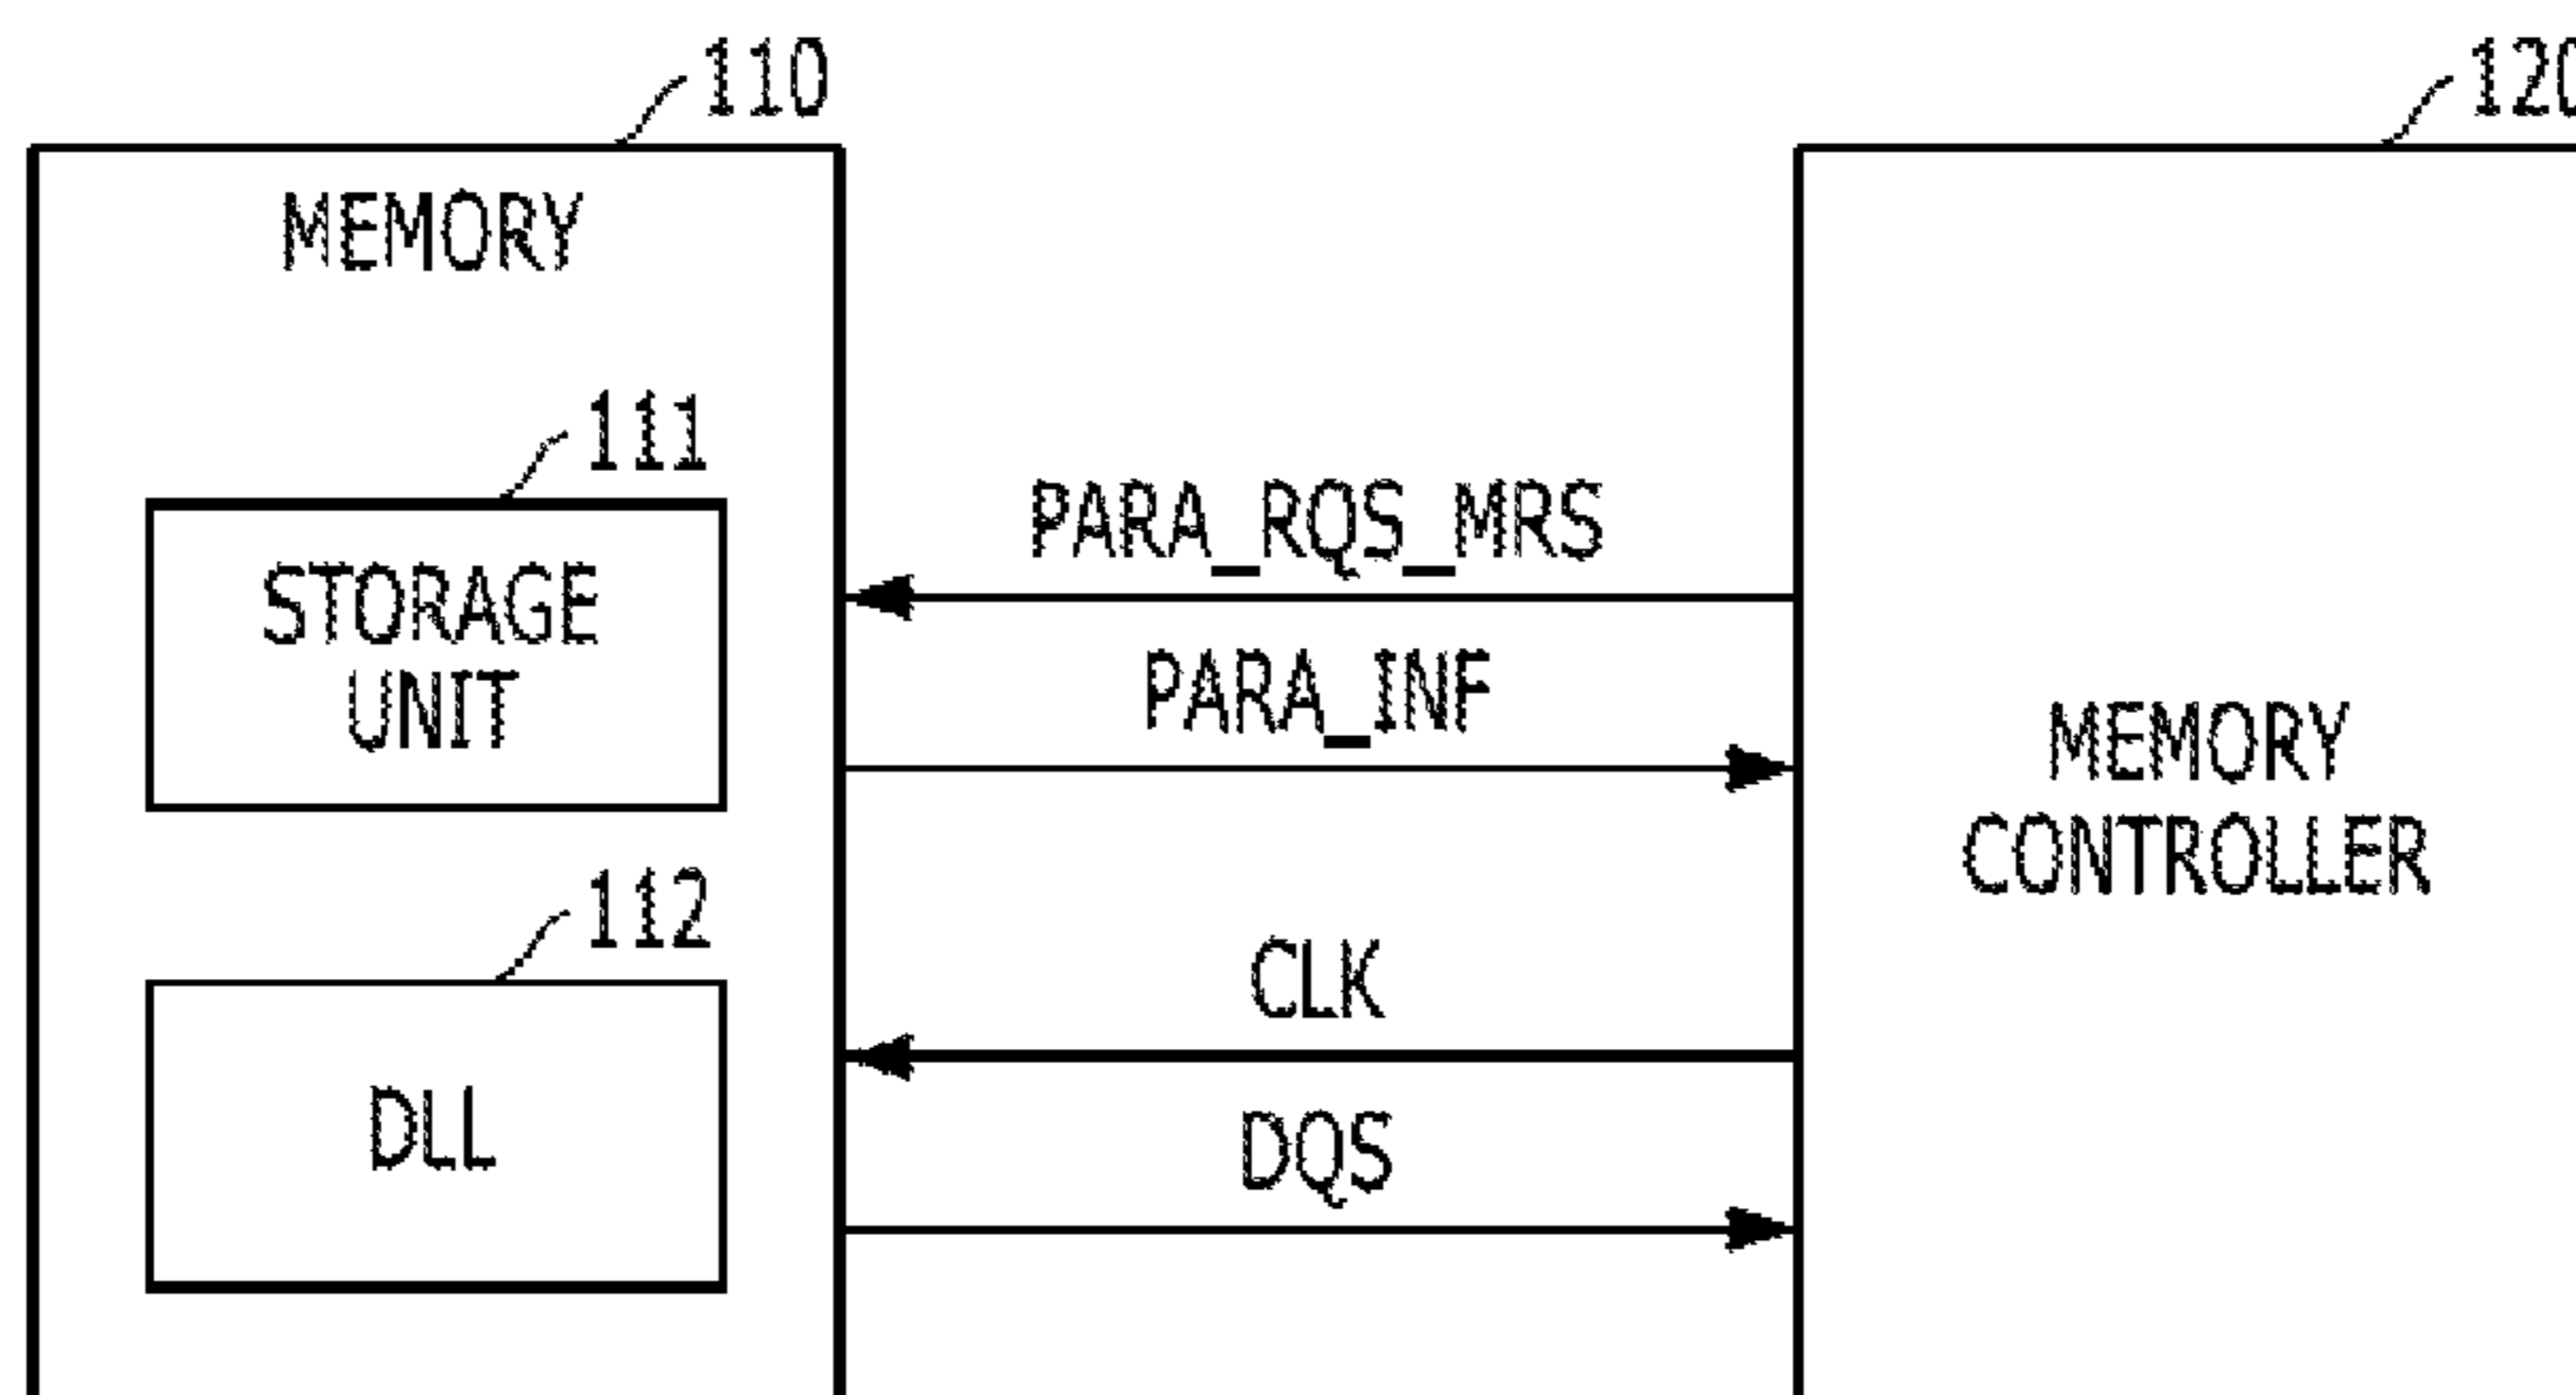 110
120
MEMORY
111
STORAGE
UNIT
PARA_RQS_MRS
PARA_INF
MEMORY
CONTROLLER
112
DLL
CLK
DQS